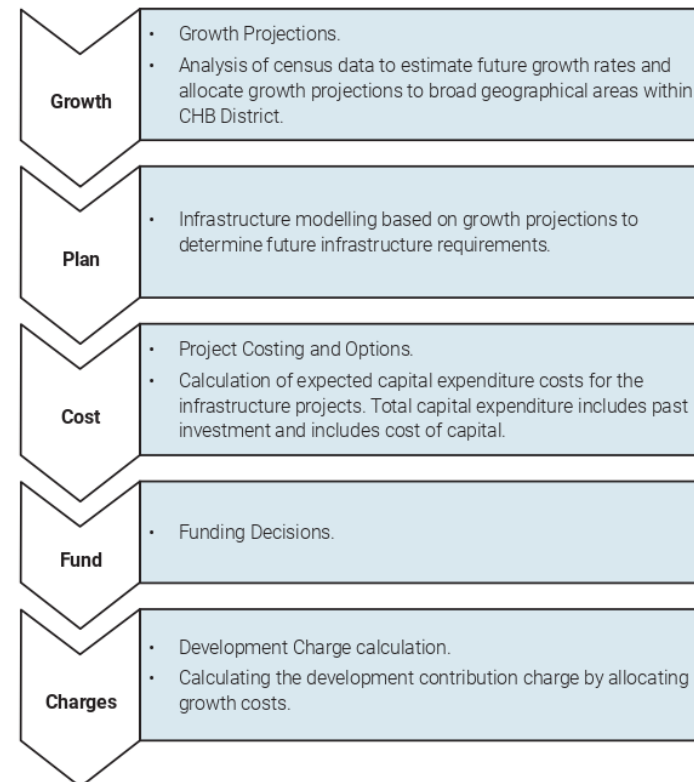 Growth
• Growth Projections.
• Analysis of census data to estimate future growth rates and
allocate growth projections to broad geographical areas within
CHB District.
Plan
• Infrastructure modelling based on growth projections to
determine future infrastructure requirements.
Cost
• Project Costing and Options.
• Calculation of expected capital expenditure costs for the
infrastructure projects. Total capital expenditure includes past
investment and includes cost of capital.
Fund
• Funding Decisions.
Charges
• Development Charge calculation.
• Calculating the development contribution charge by allocating
growth costs.